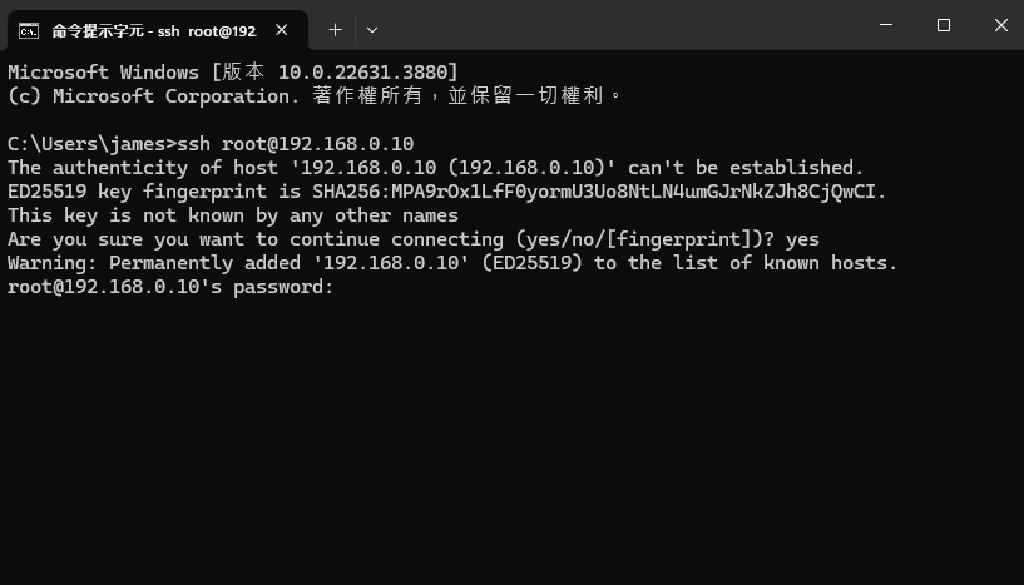 命令提示字元 - ssh root@192
Microsoft Windows [版本 10.0.22631.3880]
(c) Microsoft Corporation. 著作權所有，並保留一切權利。
C:\Users\james>ssh root@192.168.0.10
The authenticity of host '192.168.0.10 (192.168.0.10)' can't be established.
ED25519 key fingerprint is SHA256:MPA9rOx1LfF0yormU3Uo8NtLN4umGJrNkZJh8CjQwCI.
This key is not known by any other names
Are you sure you want to continue connecting (yes/no/[fingerprint])? yes
Warning: Permanently added '192.168.0.10' (ED25519) to the list of known hosts.
root@192.168.0.10's password: